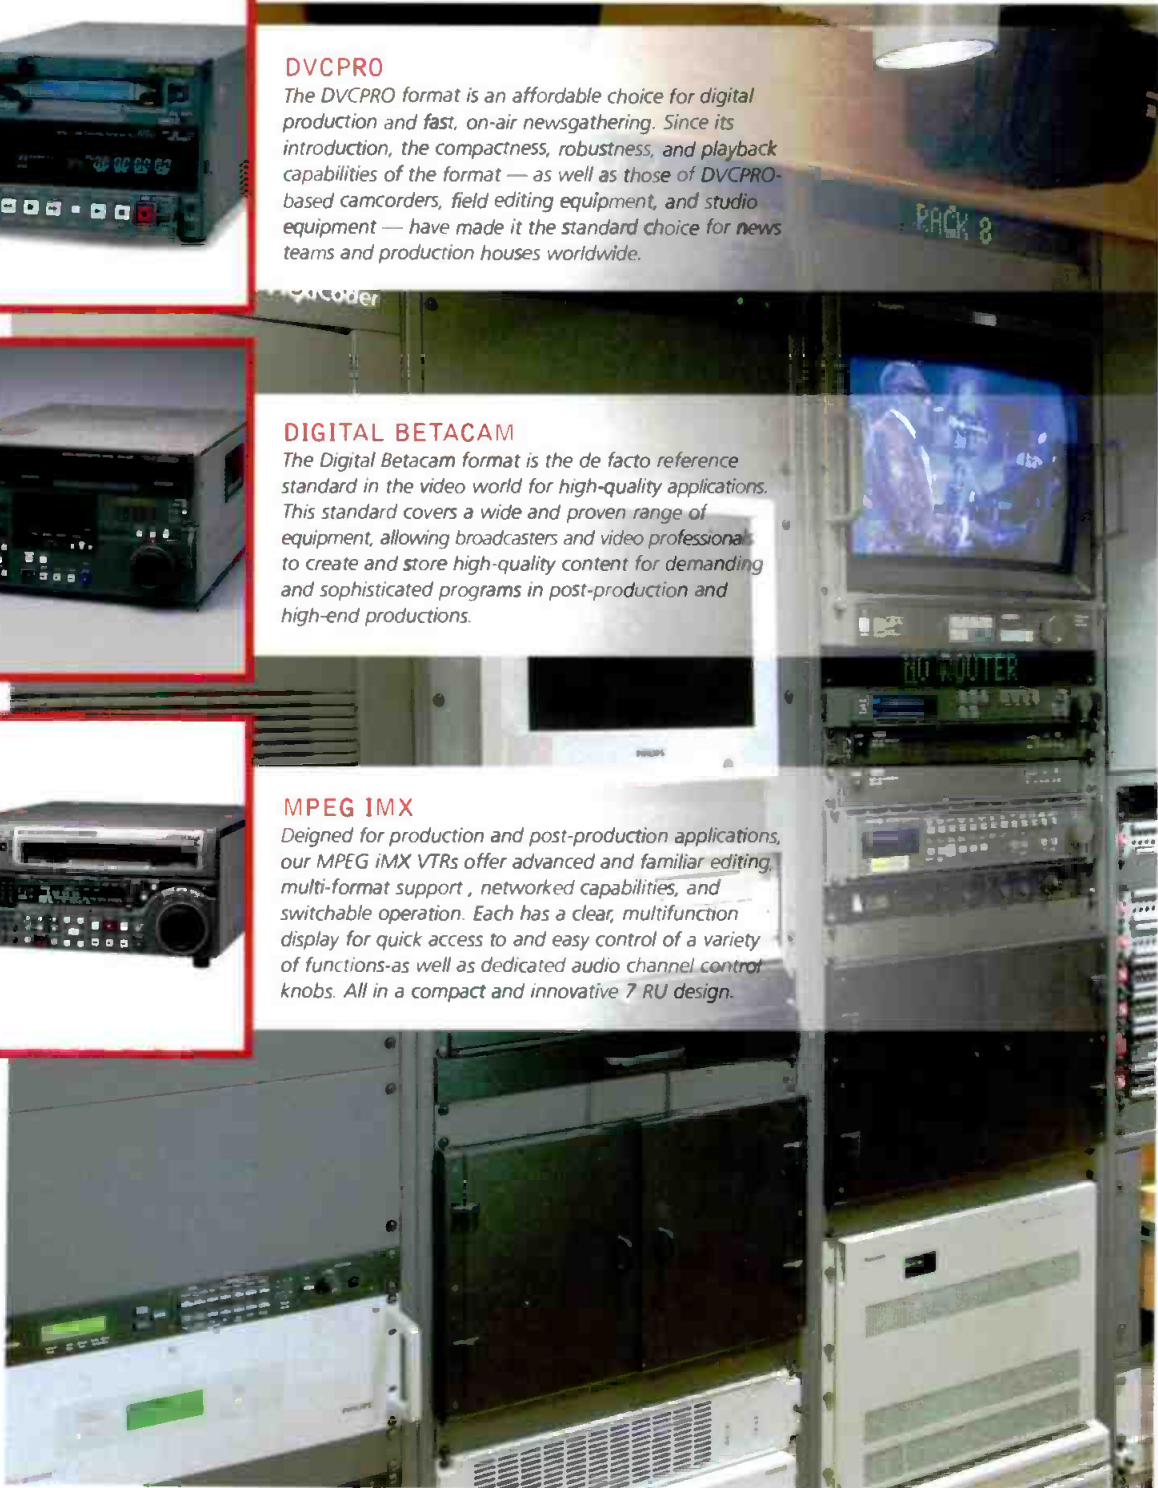 DVCPRO
The DVCPRO format is an affordable choice for digital
production and fast, on-air newsgathering. Since its
introduction, the compactness, robustness, and playback
capabilities of the format — as well as those of DVCPRO-
based camcorders, field editing equipment, and studio
equipment — have made it the standard choice for news
teams and production houses worldwide.
RACK 8
DIGITAL BETACAM
The Digital Betacam format is the de facto reference
standard in the video world for high-quality applications.
This standard covers a wide and proven range of
equipment, allowing broadcasters and video professionals
to create and store high-quality content for demanding
and sophisticated programs in post-production and
high-end productions.
NO ROUTER
PHILIPS
MPEG IMX
Deigned for production and post-production applications,
our MPEG iMX VTRs offer advanced and familiar editing,
multi-format support , networked capabilities, and
switchable operation. Each has a clear, multifunction
display for quick access to and easy control of a variety
of functions-as well as dedicated audio channel control
knobs. All in a compact and innovative 7 RU design.
PHILIPS